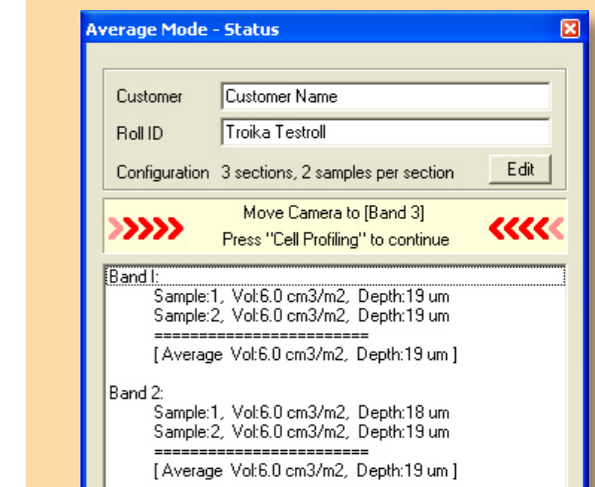 Average Mode - Status
Customer Customer Name
Roll ID Troika Testroll
Configuration 3 sections, 2 samples per section Edit
Move Camera to [Band 3]
Press "Cell Profiling" to continue
Band I:
Sample:1, Vol:6.0 cm3/m2, Depth:19 um
Sample:2, Vol:6.0 cm3/m2, Depth:19 um
========================
[ Average Vol:6.0 cm3/m2, Depth:19 um ]
Band 2:
Sample:1, Vol:6.0 cm3/m2, Depth:18 um
Sample:2, Vol:6.0 cm3/m2, Depth:19 um
========================
[ Average Vol:6.0 cm3/m2, Depth:19 um ]